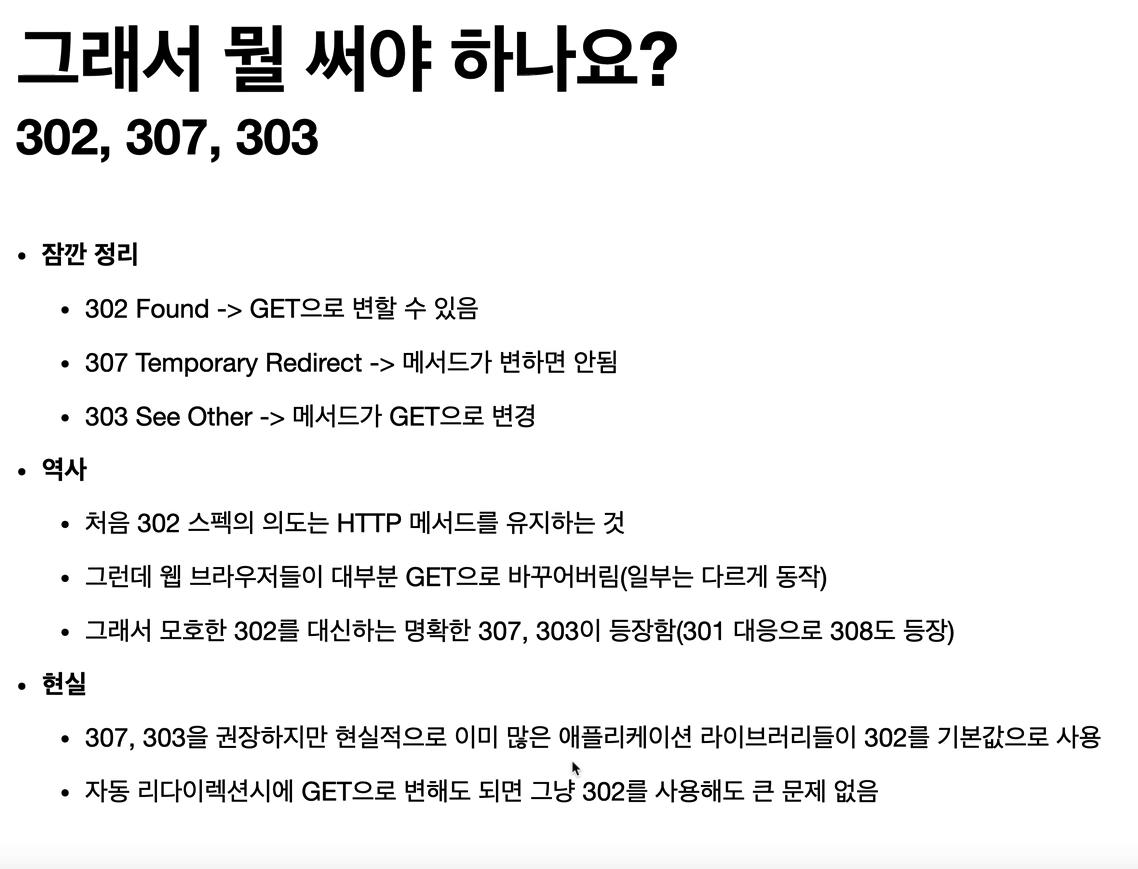 그래서 뭘 써야 하나요?
302, 307, 303
• 잠깐 정리
• 302 Found -> GET으로 변할 수 있음
• 307 Temporary Redirect -> 메서드가 변하면 안됨
• 303 See Other -> 메서드가 GET으로 변경
• 역사
• 처음 302 스펙의 의도는 HTTP 메서드를 유지하는 것
• 그런데 웹 브라우저들이 대부분 GET으로 바꾸어버림(일부는 다르게 동작)
• 그래서 모호한 302를 대신하는 명확한 307, 303이 등장함(301 대응으로 308도 등장)
• 현실
• 307, 303을 권장하지만 현실적으로 이미 많은 애플리케이션 라이브러리들이 302를 기본값으로 사용
• 자동 리다이렉션시에 GET으로 변해도 되면 그냥 302를 사용해도 큰 문제 없음